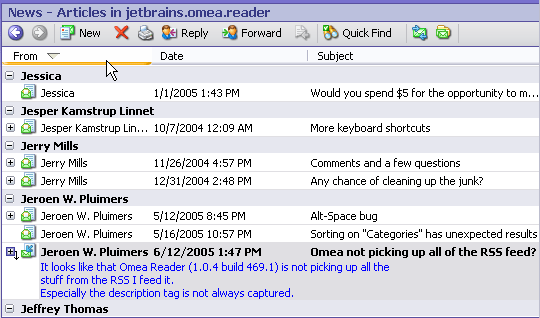 News - Articles in jetbrains.omea.reader
New Reply Forward Quick Find
From Date Subject
Jessica
Jessica 1/1/2005 1:43 PM Would you spend $5 for the opportunity to m...
Jesper Kamstrup Linnet
Jesper Kamstrup Lin... 10/7/2004 12:09 AM More keyboard shortcuts
Jerry Mills
Jerry Mills 11/26/2004 4:57 PM Comments and a few questions
Jerry Mills 12/31/2004 2:48 PM Any chance of cleaning up the junk?
Jeroen W. Pluimers
Jeroen W. Pluimers 5/12/2005 8:45 PM Alt-Space bug
Jeroen W. Pluimers 5/16/2005 10:57 PM Sorting on "Categories" has unexpected results
Jeroen W. Pluimers 6/12/2005 1:47 PM Omea not picking up all of the RSS feed?
It looks like that Omea Reader (1.0.4 build 469.1) is not picking up all the
stuff from the RSS I feed it.
Especially the description tag is not always captured.
Jeffrey Thomas